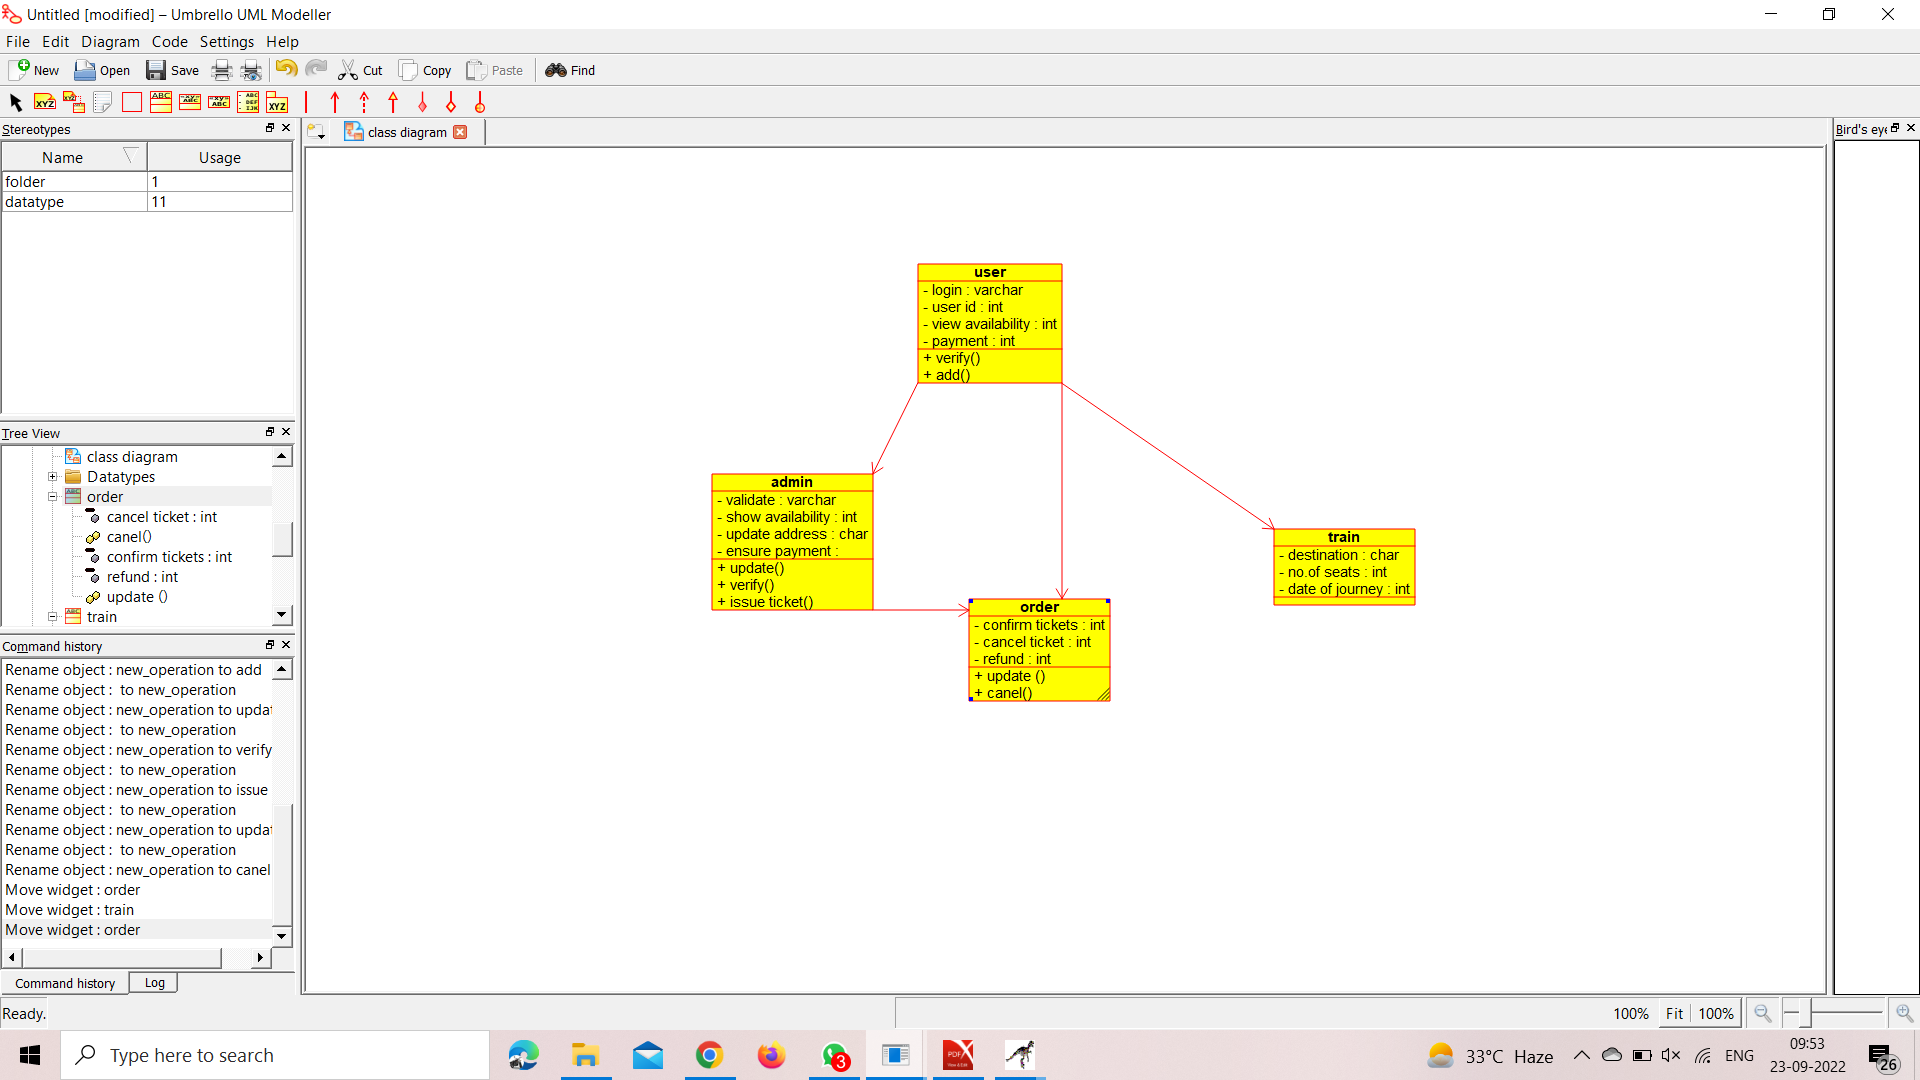 Untitled [modified] – Umbrello UML Modeller
File Edit Diagram Code Settings Help
New Open Save Cut Copy Paste Find
Stereotypes
Name Usage
folder 1
datatype 11
Tree View
class diagram
Datatypes
order
cancel ticket : int
canel()
confirm tickets : int
refund : int
update ()
train
Command history
Rename object : new_operation to add
Rename object :  to new_operation
Rename object : new_operation to updat
Rename object :  to new_operation
Rename object : new_operation to verify
Rename object :  to new_operation
Rename object : new_operation to issue
Rename object :  to new_operation
Rename object : new_operation to updat
Rename object :  to new_operation
Rename object : new_operation to canel
Move widget : order
Move widget : train
Move widget : order
Command history Log
Ready.
class diagram
user
- login : varchar
- user id : int
- view availability : int
- payment : int
+ verify()
+ add()
admin
- validate : varchar
- show availability : int
- update address : char
- ensure payment :
+ update()
+ verify()
+ issue ticket()
order
- confirm tickets : int
- cancel ticket : int
- refund : int
+ update ()
+ canel()
train
- destination : char
- no.of seats : int
- date of journey : int
Bird's eye
100% Fit 100%
Type here to search
3
PDF X
33°C Haze
ENG
09:53
23-09-2022
26